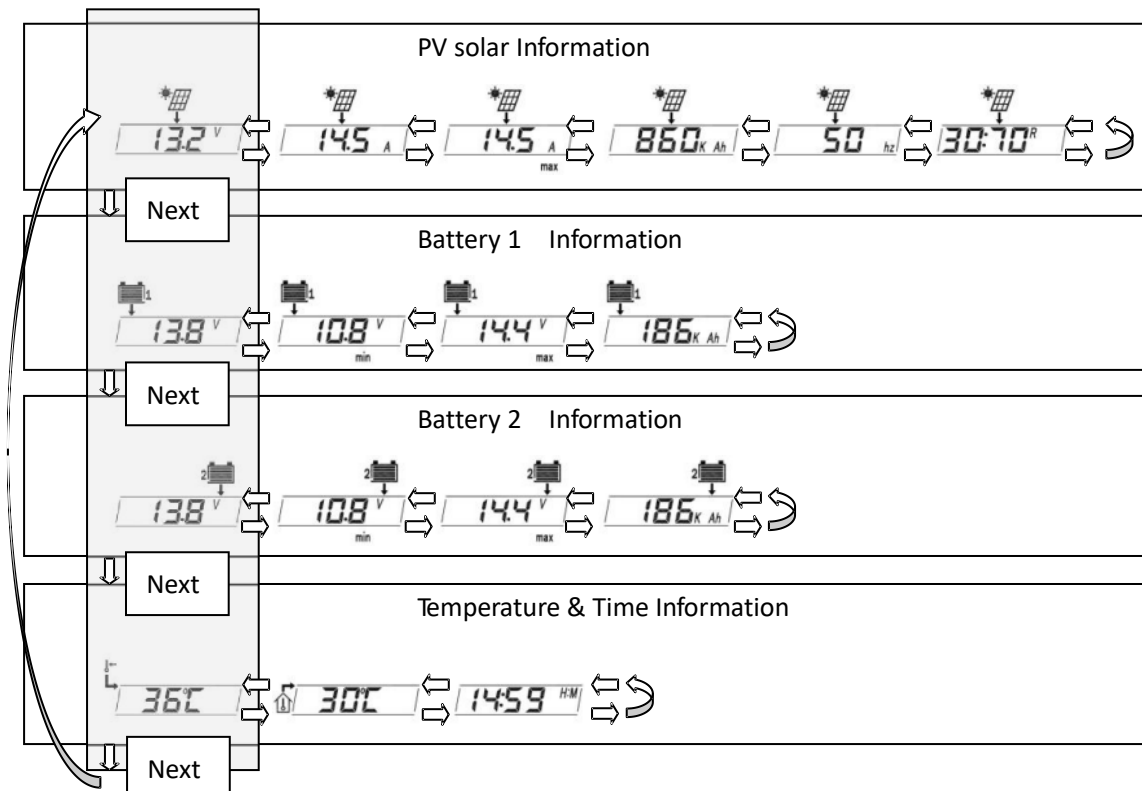 PV solar Information
13.2 V
14.5 A
14.5 A
max
860 K Ah
50 hz
30:70 R
Next
Battery 1 Information
1
13.8 V
1
10.8 V
min
1
14.4 V
max
1
186 K Ah
Next
Battery 2 Information
2
13.8 V
2
10.8 V
min
2
14.4 V
max
2
186 K Ah
Next
Temperature & Time Information
36°C
30°C
14:59 H:M
Next